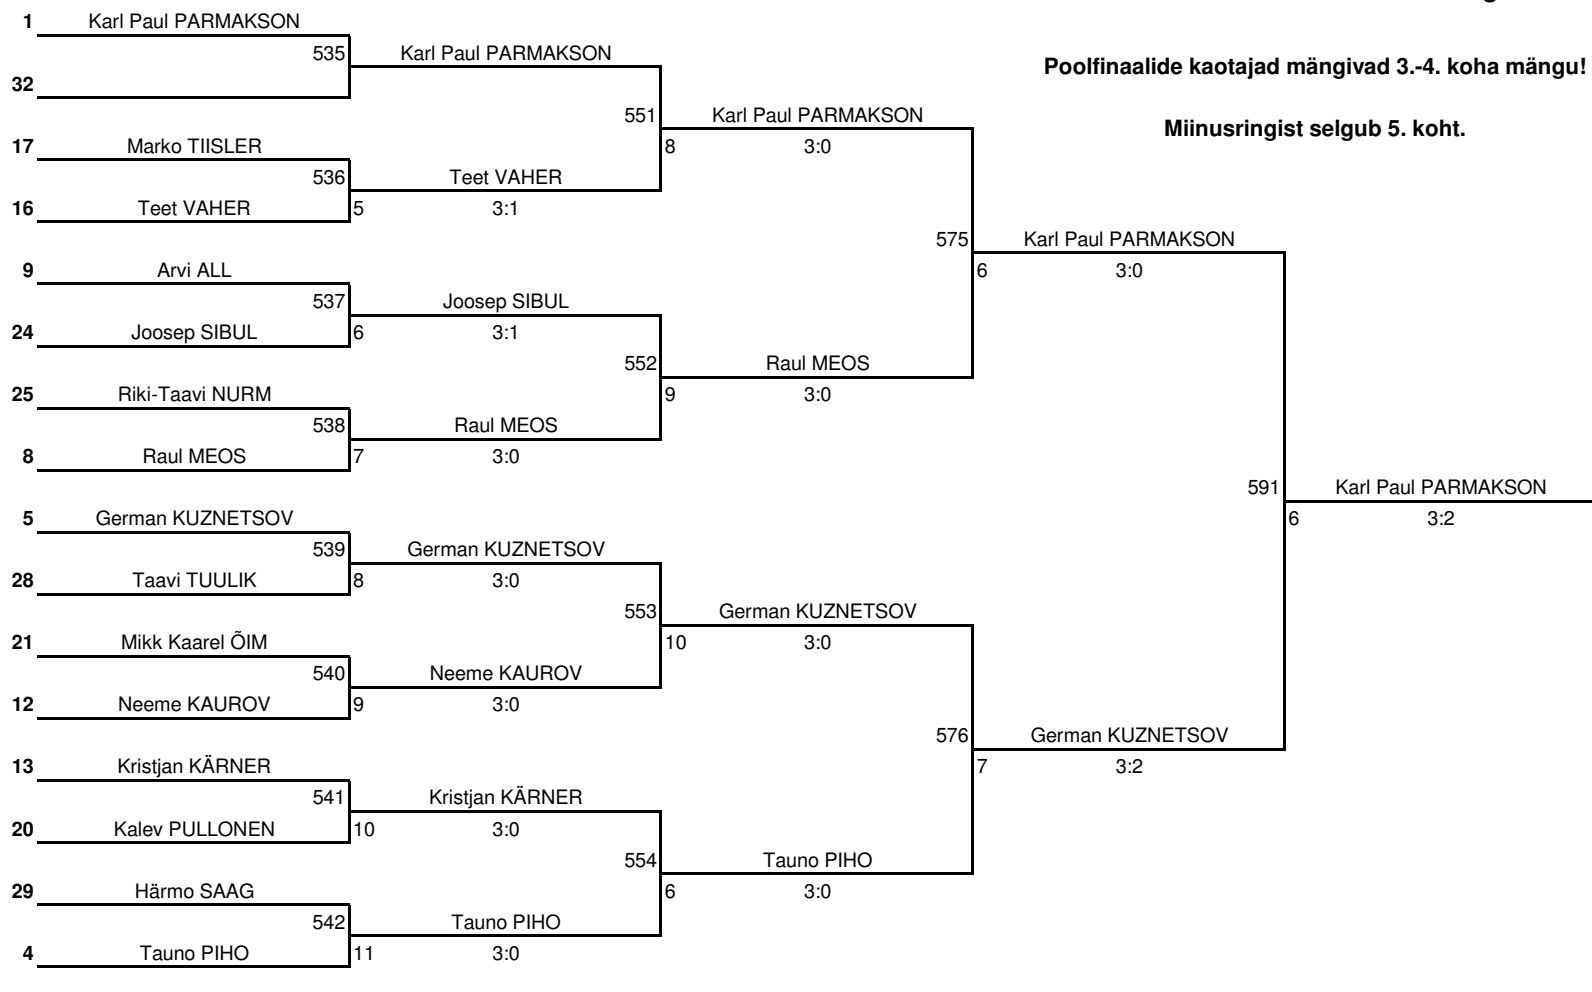 1 Karl Paul PARMAKSON
535 Karl Paul PARMAKSON
Poolfinaalide kaotajad mängivad 3.-4. koha mängu!
32
551 Karl Paul PARMAKSON
Miinusringist selgub 5. koht.
17 Marko TIISLER
8 3:0
536 Teet VAHER
16 Teet VAHER
5 3:1
575 Karl Paul PARMAKSON
9 Arvi ALL
6 3:0
537 Joosep SIBUL
24 Joosep SIBUL
6 3:1
552 Raul MEOS
25 Riki-Taavi NURM
9 3:0
538 Raul MEOS
8 Raul MEOS
7 3:0
591 Karl Paul PARMAKSON
5 German KUZNETSOV
6 3:2
539 German KUZNETSOV
28 Taavi TUULIK
8 3:0
553 German KUZNETSOV
21 Mikk Kaarel ÕIM
10 3:0
540 Neeme KAUROV
12 Neeme KAUROV
9 3:0
576 German KUZNETSOV
13 Kristjan KÄRNER
7 3:2
541 Kristjan KÄRNER
20 Kalev PULLONEN
10 3:0
554 Tauno PIHO
29 Härmo SAAG
6 3:0
542 Tauno PIHO
4 Tauno PIHO
11 3:0